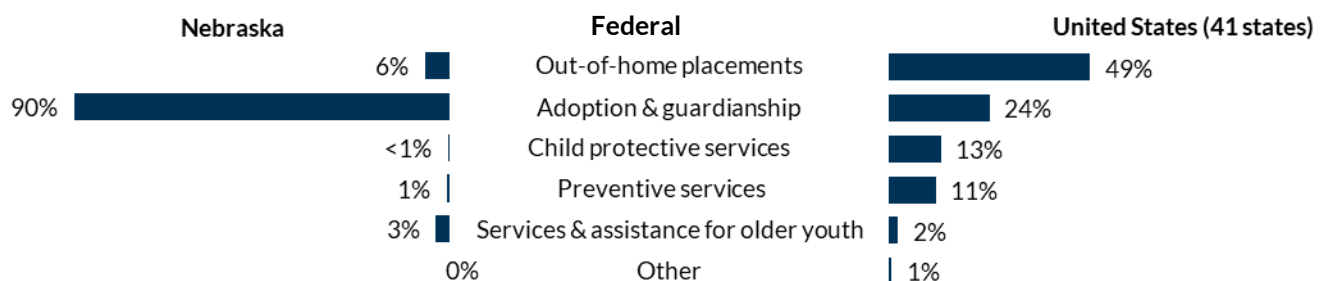 Nebraska Federal United States (41 states)
6% Out-of-home placements 49%
90% Adoption & guardianship 24%
<1% Child protective services 13%
1% Preventive services 11%
3% Services & assistance for older youth 2%
0% Other 1%